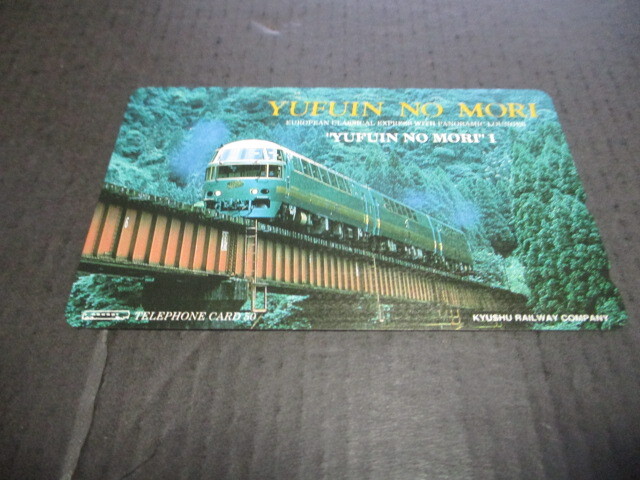 YUFUIN NO MORI
EUROPEAN CLASSICAL EXPRESS WITH PANORAMIC LOUNGES
"YUFUIN NO MORI" 1
TELEPHONE CARD 50
KYUSHU RAILWAY COMPANY